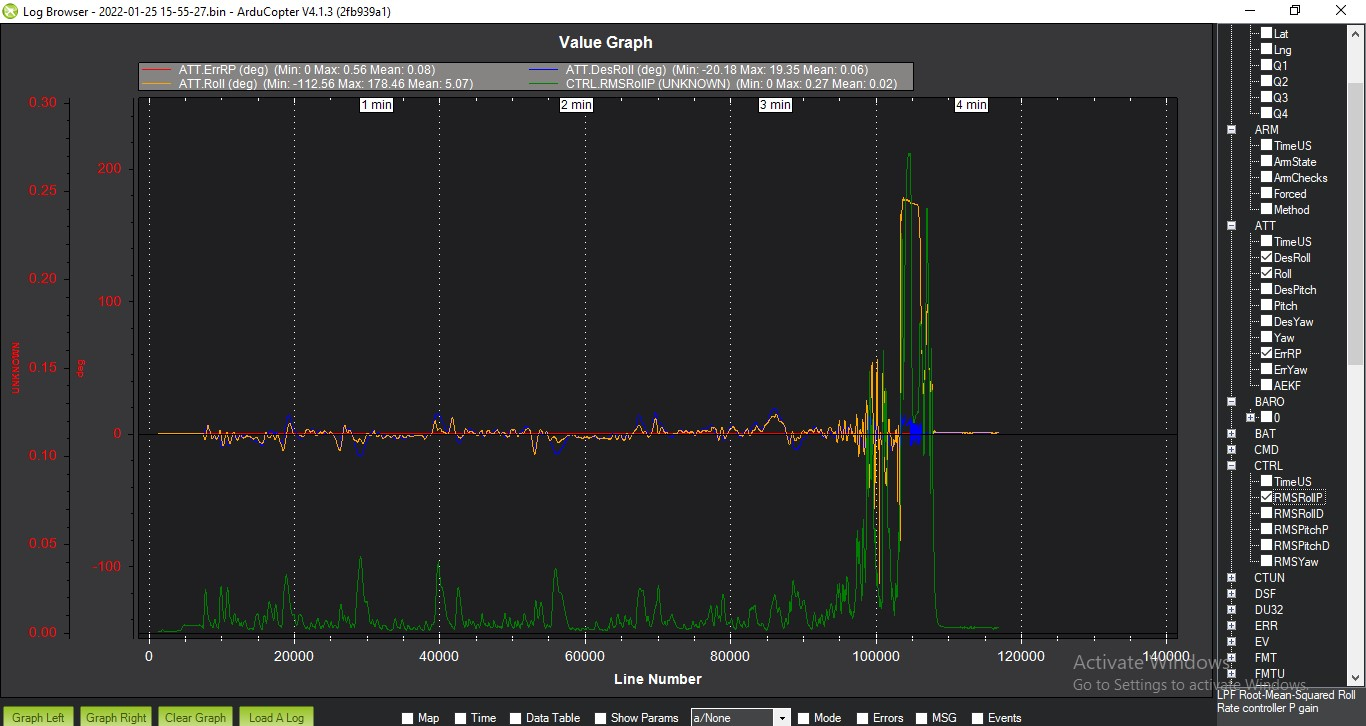 Log Browser - 2022-01-25 15-55-27.bin - ArduCopter V4.1.3 (2fb939a1)
Value Graph
ATT.ErrRP (deg) (Min: 0 Max: 0.56 Mean: 0.08)
ATT.DesRoll (deg) (Min: -20.18 Max: 19.35 Mean: 0.06)
ATT.Roll (deg) (Min: -112.56 Max: 178.46 Mean: 5.07)
CTRL.RMSRollP (UNKNOWN) (Min: 0 Max: 0.27 Mean: 0.02)
1 min
2 min
3 min
4 min
0.30
0.25
0.20
0.15
0.10
0.05
0.00
UNKNOWN
200
100
0
-100
deg
0
20000
40000
60000
80000
100000
120000
140000
Line Number
Lat
Lng
Q1
Q2
Q3
Q4
ARM
TimeUS
ArmState
ArmChecks
Forced
Method
ATT
TimeUS
DesRoll
Roll
DesPitch
Pitch
DesYaw
Yaw
ErrRP
ErrYaw
AEKF
BARO
0
BAT
CMD
CTRL
TimeUS
RMSRollP
RMSRollD
RMSPitchP
RMSPitchD
RMSYaw
CTUN
DSF
DU32
ERR
EV
FMT
FMTU
Activate Windows
Go to Settings to activate Windows.
LPF Root-Mean-Squared Roll
Rate controller P gain
Graph Left
Graph Right
Clear Graph
Load A Log
Map
Time
Data Table
Show Params
a/None
Mode
Errors
MSG
Events